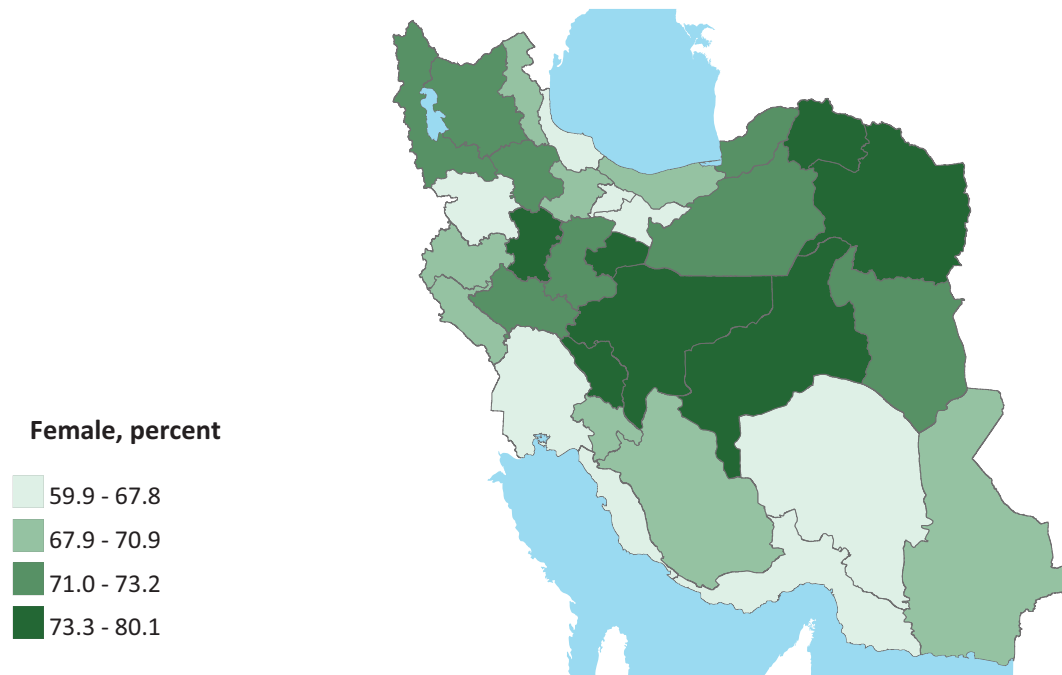 Female, percent
59.9 - 67.8
67.9 - 70.9
71.0 - 73.2
73.3 - 80.1